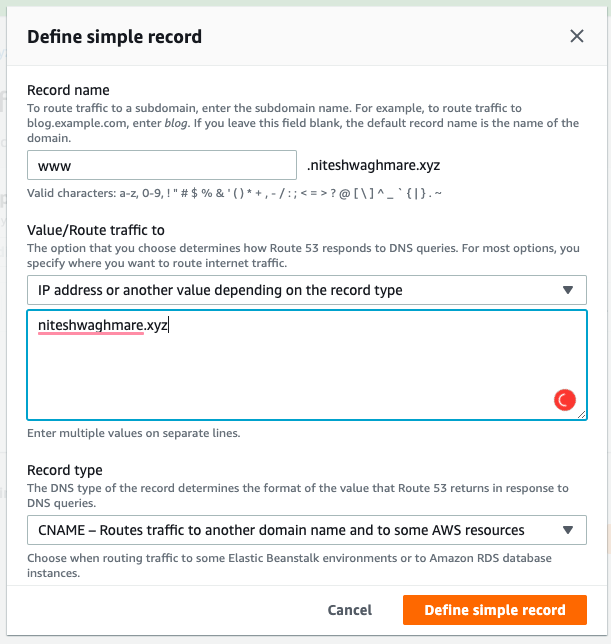 Define simple record
Record name
To route traffic to a subdomain, enter the subdomain name. For example, to route traffic to
blog.example.com, enter blog. If you leave this field blank, the default record name is the name of the
domain.
www .niteshwaghmare.xyz
Valid characters: a-z, 0-9, ! " # $ % & ' ( ) * + , - / : ; < = > ? @ [ \ ] ^ _ ` { | } . ~
Value/Route traffic to
The option that you choose determines how Route 53 responds to DNS queries. For most options, you
specify where you want to route internet traffic.
IP address or another value depending on the record type
niteshwaghmare.xyz
Enter multiple values on separate lines.
Record type
The DNS type of the record determines the format of the value that Route 53 returns in response to
DNS queries.
CNAME – Routes traffic to another domain name and to some AWS resources
Choose when routing traffic to some Elastic Beanstalk environments or to Amazon RDS database
instances.
Cancel Define simple record